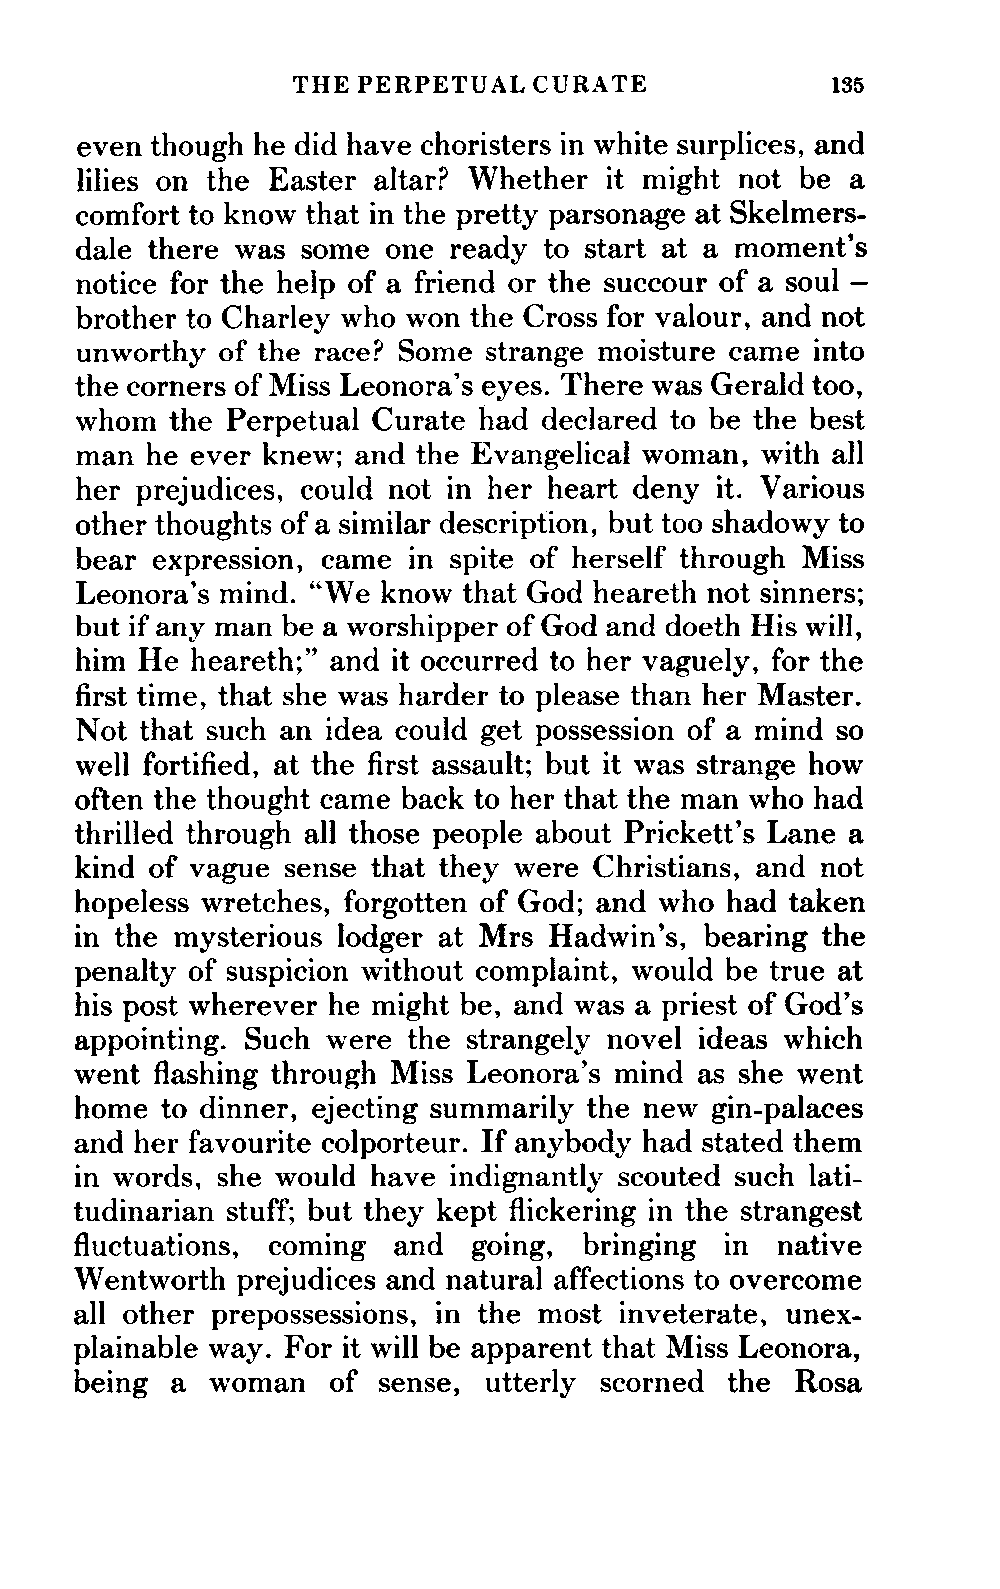 THE PERPETUAL CURATE 135
even though he did have choristers in white surplices, and
lilies on the Easter altar? Whether it might not be a
comfort to know that in the pretty parsonage at Skelmers-
dale there was some one ready to start at a moment's
notice for the help of a friend or the succour of a soul –
brother to Charley who won the Cross for valour, and not
unworthy of the race? Some strange moisture came into
the corners of Miss Leonora's eyes. There was Gerald too,
whom the Perpetual Curate had declared to be the best
man he ever knew; and the Evangelical woman, with all
her prejudices, could not in her heart deny it. Various
other thoughts of a similar description, but too shadowy to
bear expression, came in spite of herself through Miss
Leonora's mind. “We know that God heareth not sinners;
but if any man be a worshipper of God and doeth His will,
him He heareth;” and it occurred to her vaguely, for the
first time, that she was harder to please than her Master.
Not that such an idea could get possession of a mind so
well fortified, at the first assault; but it was strange how
often the thought came back to her that the man who had
thrilled through all those people about Prickett's Lane a
kind of vague sense that they were Christians, and not
hopeless wretches, forgotten of God; and who had taken
in the mysterious lodger at Mrs Hadwin's, bearing the
penalty of suspicion without complaint, would be true at
his post wherever he might be, and was a priest of God's
appointing. Such were the strangely novel ideas which
went flashing through Miss Leonora's mind as she went
home to dinner, ejecting summarily the new gin-palaces
and her favourite colporteur. If anybody had stated them
in words, she would have indignantly scouted such lati-
tudinarian stuff; but they kept flickering in the strangest
fluctuations, coming and going, bringing in native
Wentworth prejudices and natural affections to overcome
all other prepossessions, in the most inveterate, unex-
plainable way. For it will be apparent that Miss Leonora,
being a woman of sense, utterly scorned the Rosa